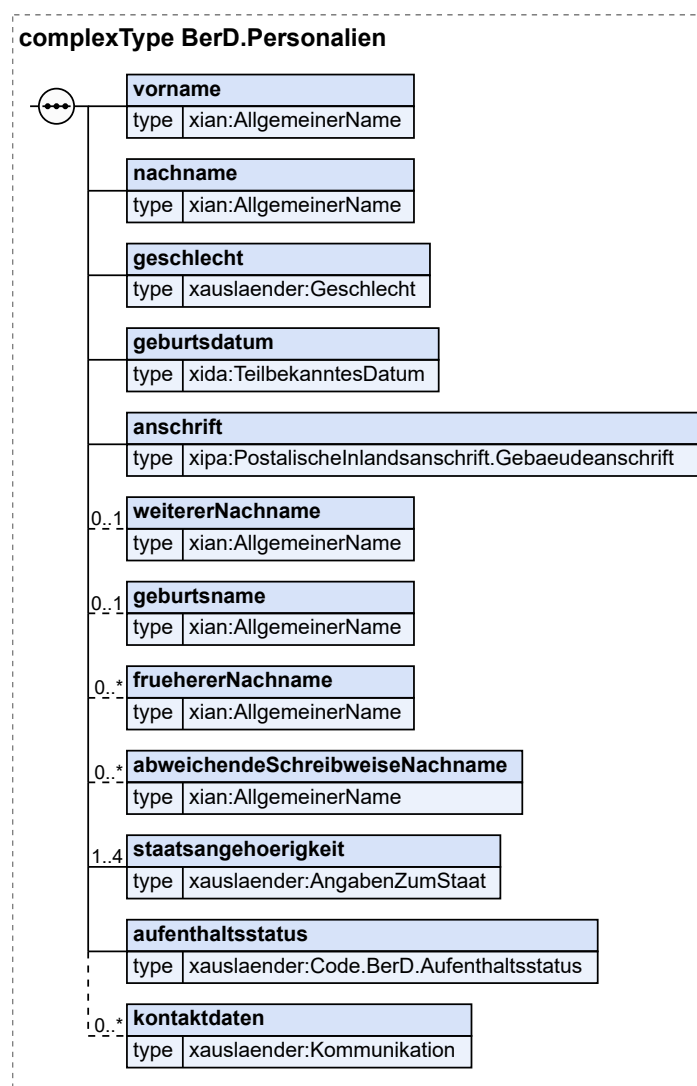 complexType BerD.Personalien
vorname
type xian:AllgemeinerName
nachname
type xian:AllgemeinerName
geschlecht
type xauslaender:Geschlecht
geburtsdatum
type xida:TeilbekanntesDatum
anschrift
type xipa:PostalischeInlandsanschrift.Gebaeudeanschrift
0..1 weitererNachname
type xian:AllgemeinerName
0..1 geburtsname
type xian:AllgemeinerName
0..* fruehererNachname
type xian:AllgemeinerName
0..* abweichendeSchreibweiseNachname
type xian:AllgemeinerName
1..4 staatsangehoerigkeit
type xauslaender:AngabenZumStaat
aufenthaltsstatus
type xauslaender:Code.BerD.Aufenthaltsstatus
0..* kontaktdaten
type xauslaender:Kommunikation